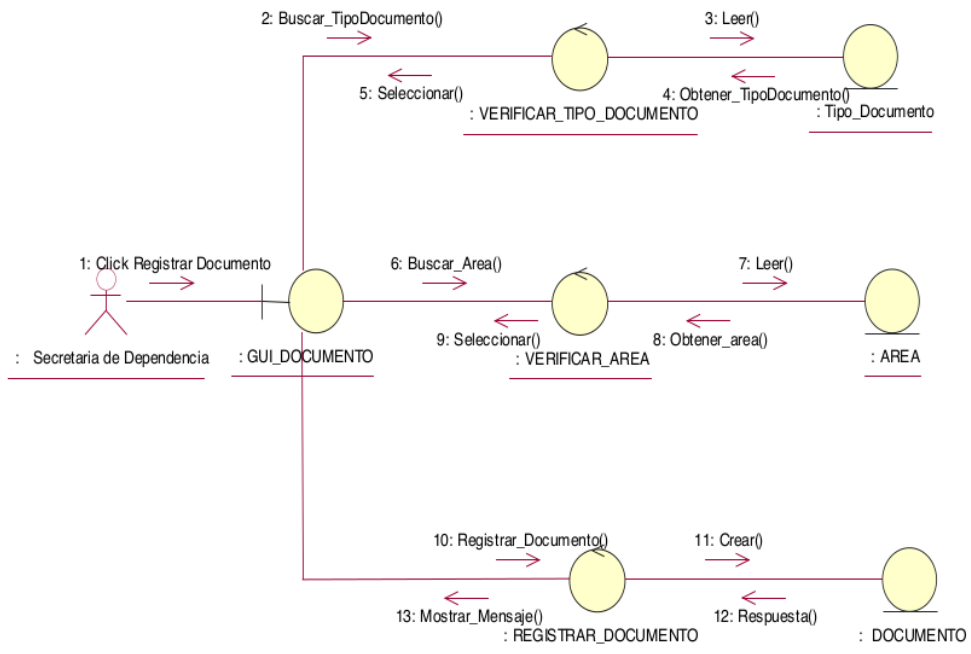 2: Buscar_TipoDocumento()
3: Leer()
5: Seleccionar()
4: Obtener_TipoDocumento()
: VERIFICAR_TIPO_DOCUMENTO
: Tipo_Documento
1: Click Registrar Documento
6: Buscar_Area()
7: Leer()
9: Seleccionar()
8: Obtener_area()
: Secretaria de Dependencia
: GUI_DOCUMENTO
: VERIFICAR_AREA
: AREA
10: Registrar_Documento()
11: Crear()
13: Mostrar_Mensaje()
12: Respuesta()
: REGISTRAR_DOCUMENTO
: DOCUMENTO